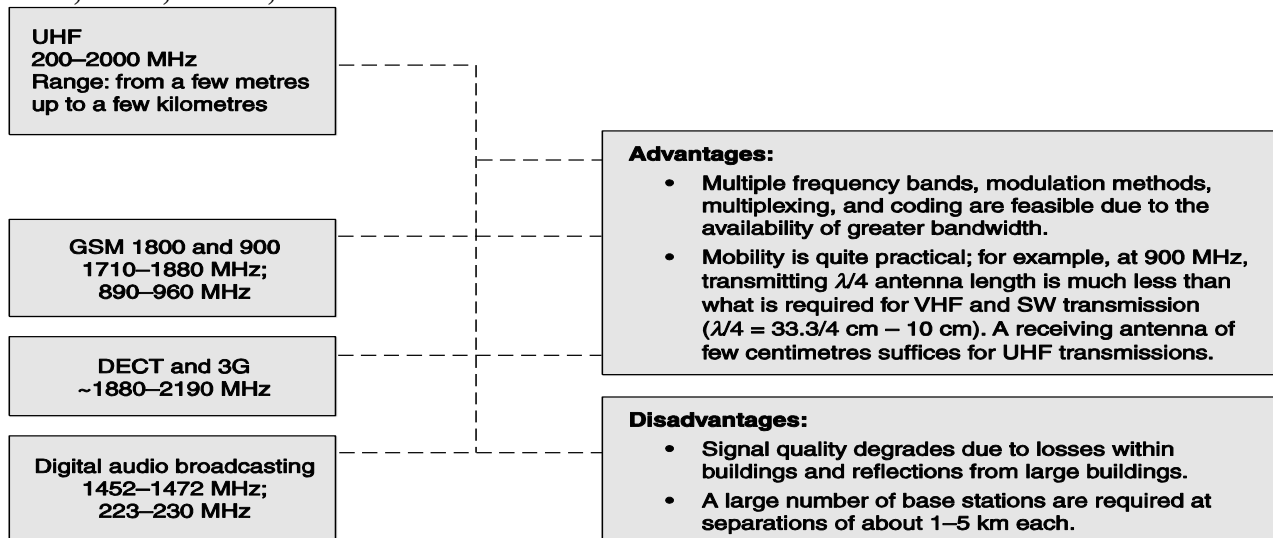 UHF
200–2000 MHz
Range: from a few metres
up to a few kilometres
GSM 1800 and 900
1710–1880 MHz;
890–960 MHz
DECT and 3G
~1880–2190 MHz
Digital audio broadcasting
1452–1472 MHz;
223–230 MHz
Advantages:
• Multiple frequency bands, modulation methods,
multiplexing, and coding are feasible due to the
availability of greater bandwidth.
• Mobility is quite practical; for example, at 900 MHz,
transmitting λ/4 antenna length is much less than
what is required for VHF and SW transmission
(λ/4 = 33.3/4 cm – 10 cm). A receiving antenna of
few centimetres suffices for UHF transmissions.
Disadvantages:
• Signal quality degrades due to losses within
buildings and reflections from large buildings.
• A large number of base stations are required at
separations of about 1–5 km each.